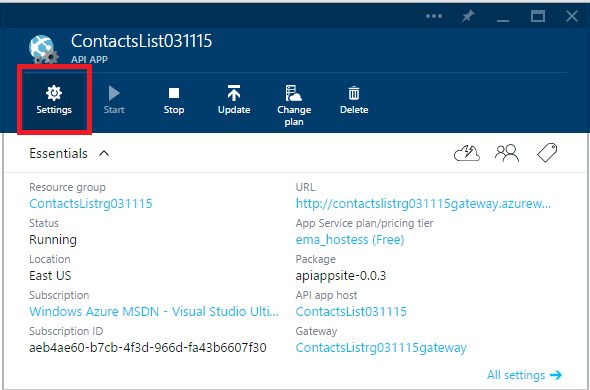 ContactsList031115
API APP
Settings
Start
Stop
Update
Change
plan
Delete
Essentials
Resource group
ContactsListrg031115
Status
Running
Location
East US
Subscription
Windows Azure MSDN - Visual Studio Ulti...
Subscription ID
aeb4ae60-b7cb-4f3d-966d-fa43b6607f30
URL
http://contactslistrg031115gateway.azurew...
App Service plan/pricing tier
ema_hostess (Free)
Package
apiappsite-0.0.3
API app host
ContactsList031115
Gateway
ContactsListrg031115gateway
All settings